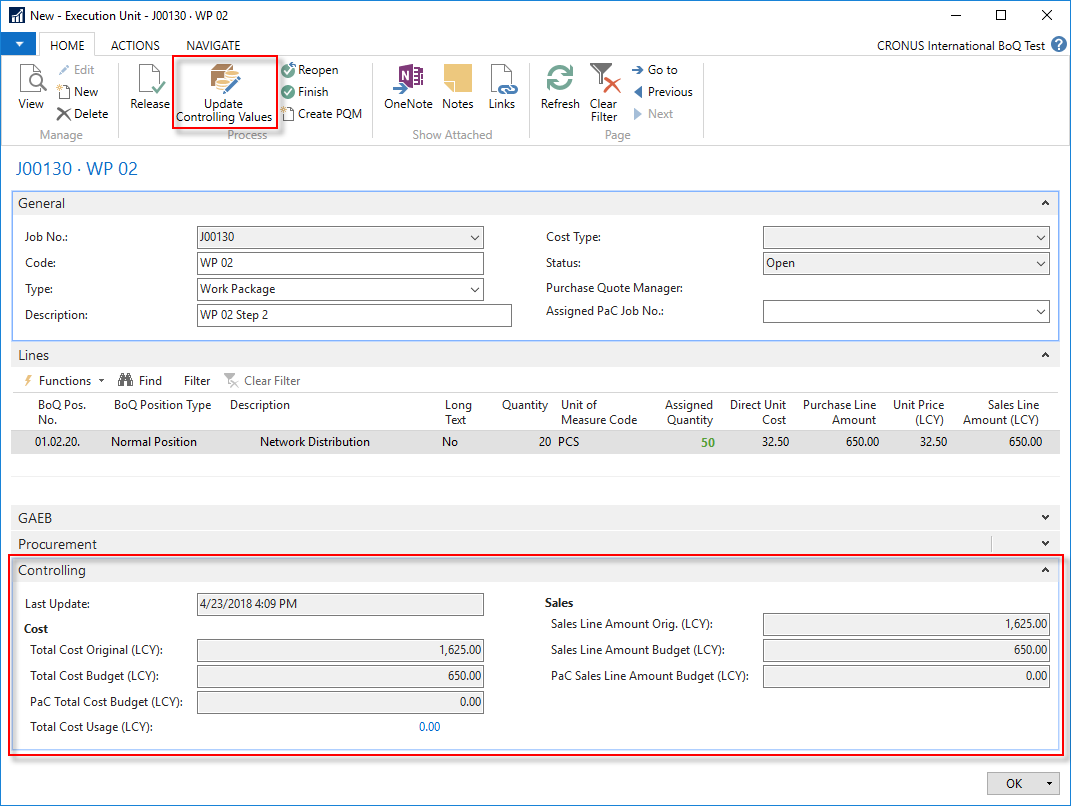 New - Execution Unit - J00130 · WP 02
HOME ACTIONS NAVIGATE CRONUS International BoQ Test ?
View
Edit
New
Delete
Manage
Release
Update
Controlling Values
Reopen
Finish
Create PQM
Process
OneNote
Notes
Links
Show Attached
Refresh
Clear
Filter
Go to
Previous
Next
Page
J00130 · WP 02
General
Job No.: J00130
Code: WP 02
Type: Work Package
Description: WP 02 Step 2
Cost Type:
Status: Open
Purchase Quote Manager:
Assigned PaC Job No.:
Lines
Functions Find Filter Clear Filter
BoQ Pos. BoQ Position Type Description Long Quantity Unit of Assigned Direct Unit Purchase Line Unit Price Sales Line
No. Text Measure Code Quantity Cost Amount (LCY) Amount (LCY)
01.02.20. Normal Position Network Distribution No 20 PCS 50 32.50 650.00 32.50 650.00
GAEB
Procurement
Controlling
Last Update: 4/23/2018 4:09 PM
Cost
Total Cost Original (LCY): 1,625.00
Total Cost Budget (LCY): 650.00
PaC Total Cost Budget (LCY): 0.00
Total Cost Usage (LCY): 0.00
Sales
Sales Line Amount Orig. (LCY): 1,625.00
Sales Line Amount Budget (LCY): 650.00
PaC Sales Line Amount Budget (LCY): 0.00
OK